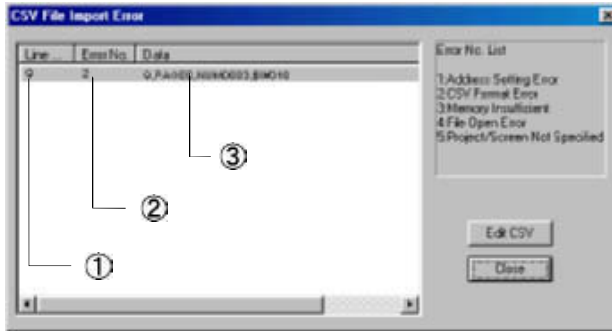 CSV File Import Error
Line ... Error No. Data
9 2
③
②
①
Error No. List
1:Address Setting Error
2:CSV Format Error
3:Memory Insufficient
4:File Open Error
5:Project/Screen Not Specified
Edit CSV
Close